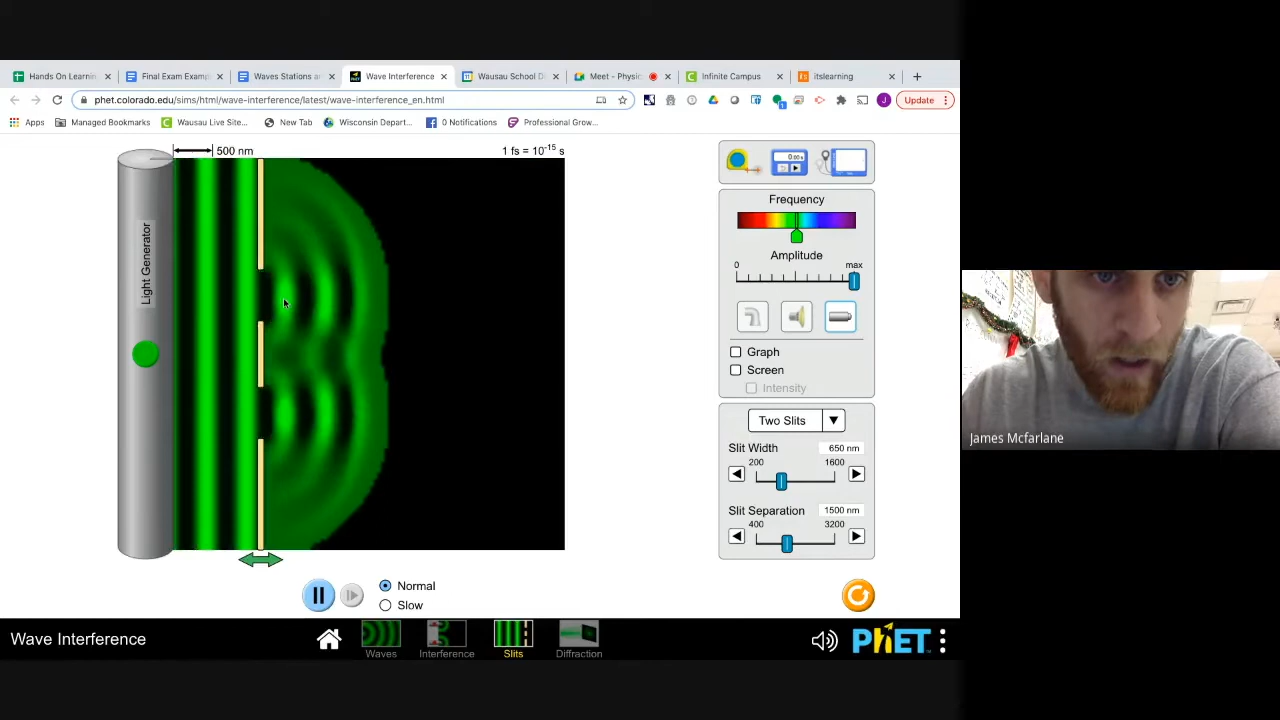 Hands On Learnin
Final Exam Examp
Waves Stations an
Wave Interference
Wausau School Di
Meet – Physic
Infinite Campus
itslearning
phet.colorado.edu/sims/html/wave-interference/latest/wave-interference_en.html
J
Update
Apps
Managed Bookmarks
Wausau Live Site...
New Tab
Wisconsin Depart...
0 Notifications
Professional Grow...
500 nm
1 fs = 10⁻¹⁵ s
Light Generator
0.00 s
Frequency
Amplitude
0
max
Graph
Screen
Intensity
Two Slits
Slit Width
650 nm
200
1600
Slit Separation
1500 nm
400
3200
Normal
Slow
Wave Interference
Waves
Interference
Slits
Diffraction
PhET
James Mcfarlane